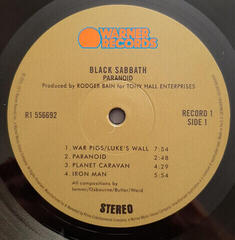 WARNER
RECORDS
BLACK SABBATH
PARANOID
Produced by RODGER BAIN for TONY HALL ENTERPRISES
R1 556692
RECORD 1
SIDE 1
1. WAR PIGS/LUKE'S WALL 7:54
2. PARANOID 2:48
3. PLANET CARAVAN 4:29
4. IRON MAN 5:54
All compositions by
Iommi/Osbourne/Butler/Ward
STEREO